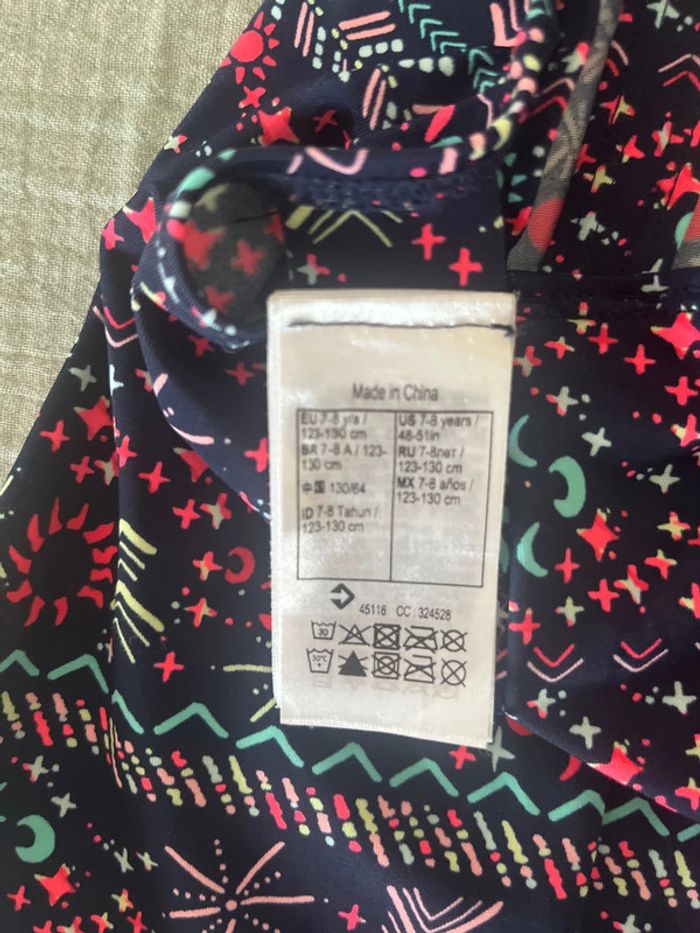 Made in China
EU 7-8 y/a /
123-130 cm
BR 7-8 A / 123-
130 cm
中国 130/64
ID 7-8 Tahun /
123-130 cm
US 7-8 years /
48-51in
RU 7-8лет /
123-130 cm
MX 7-8 años /
123-130 cm
45116 CC : 324528
30
30°C